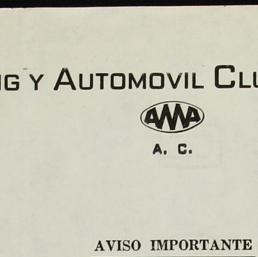 NG Y AUTOMOVIL CLU
AMA
A. C.
AVISO IMPORTANTE